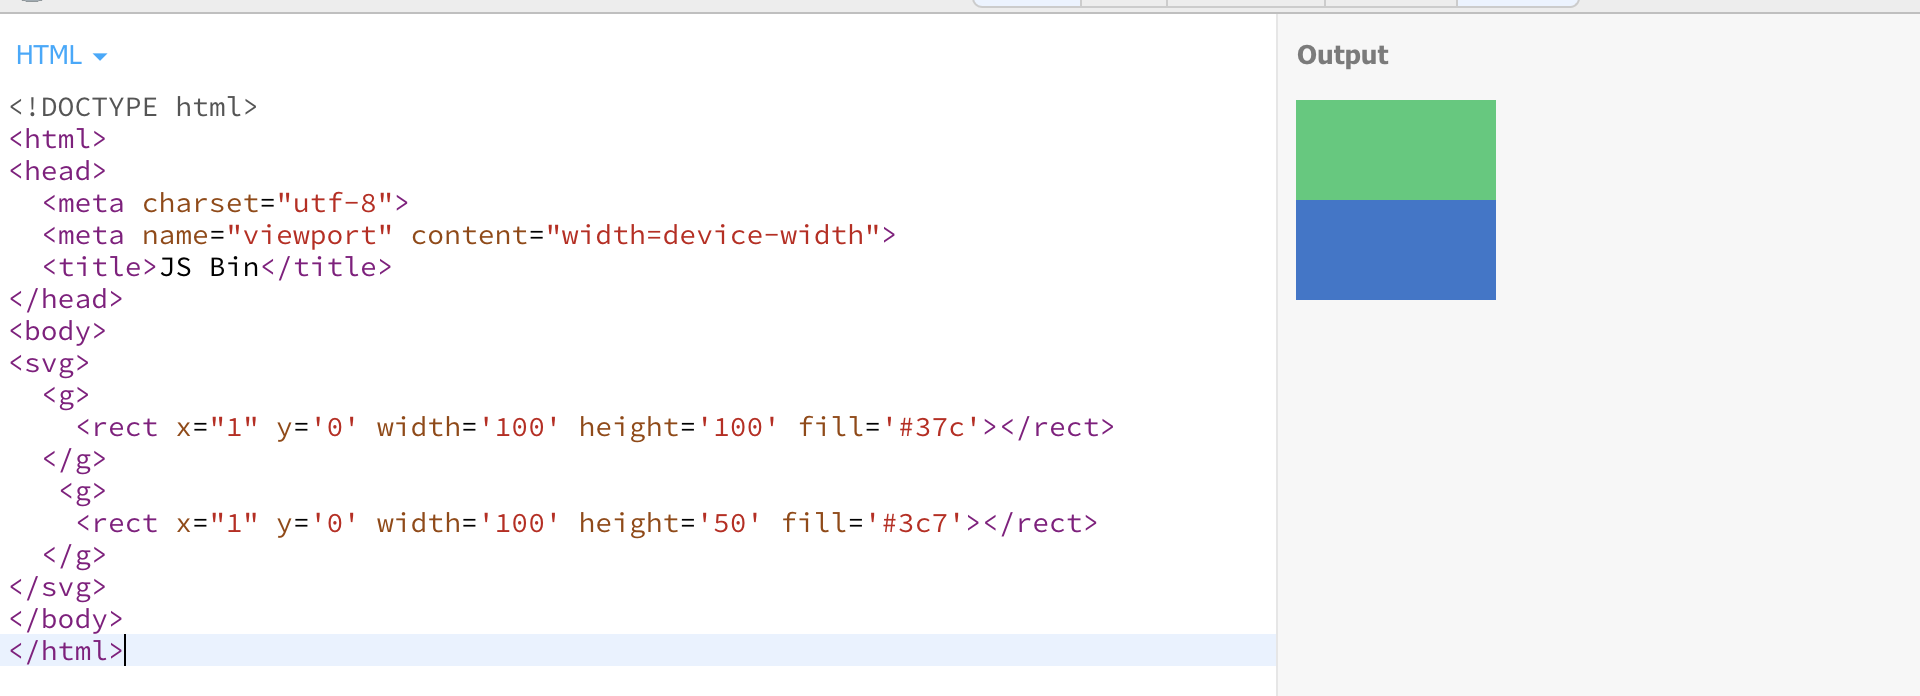 HTML
Output
<!DOCTYPE html>
<html>
<head>
  <meta charset="utf-8">
  <meta name="viewport" content="width=device-width">
  <title>JS Bin</title>
</head>
<body>
<svg>
  <g>
    <rect x="1" y='0' width='100' height='100' fill='#37c'></rect>
  </g>
   <g>
    <rect x="1" y='0' width='100' height='50' fill='#3c7'></rect>
  </g>
</svg>
</body>
</html>